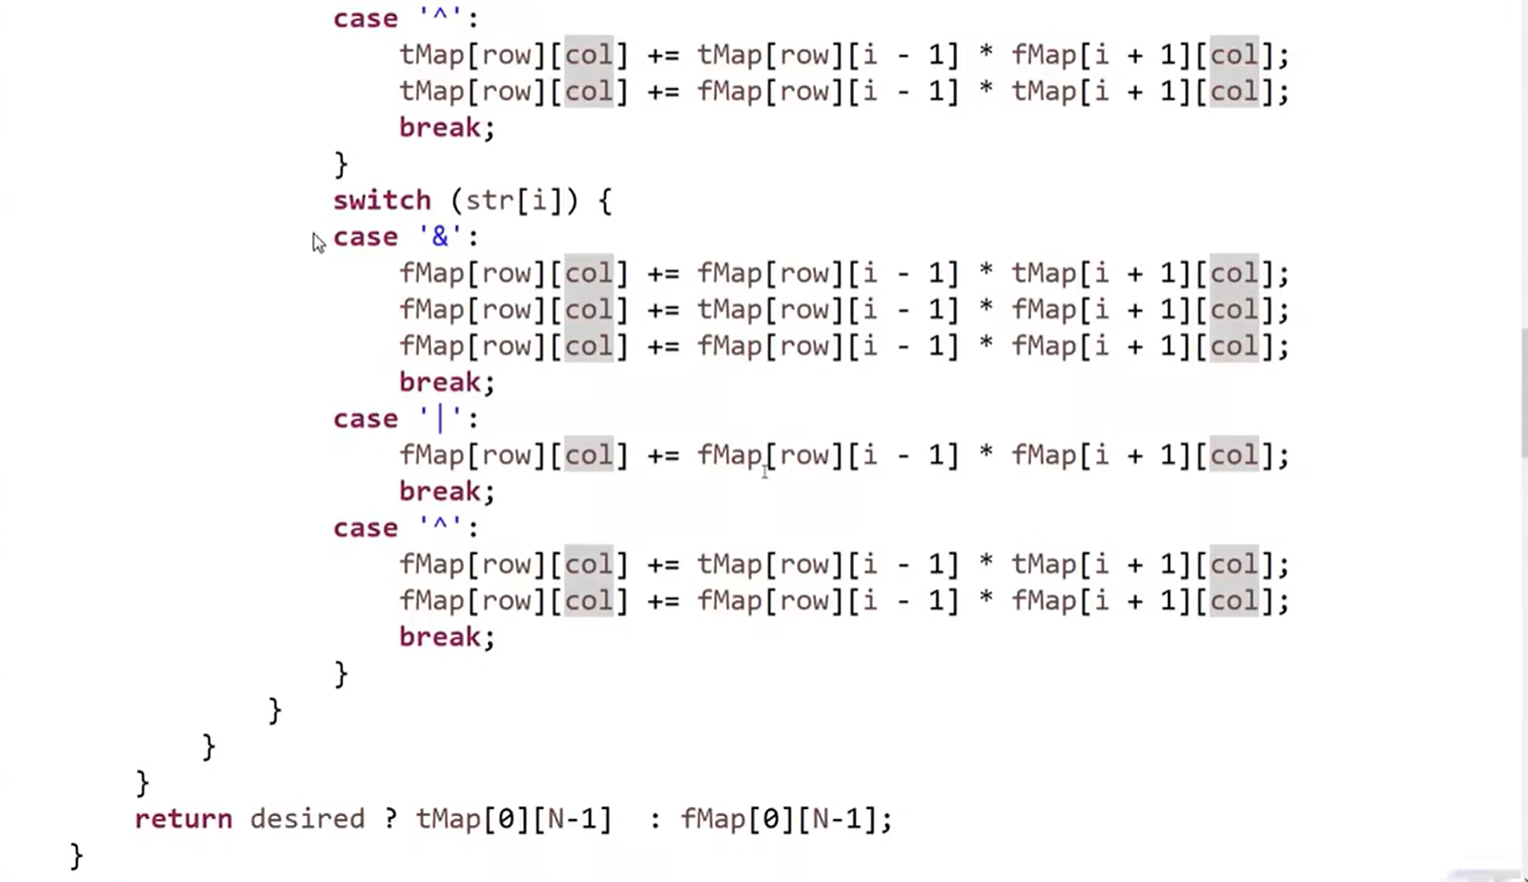 case '^':
tMap[row][col] += tMap[row][i - 1] * fMap[i + 1][col];
tMap[row][col] += fMap[row][i - 1] * tMap[i + 1][col];
break;
}
switch (str[i]) {
case '&':
fMap[row][col] += fMap[row][i - 1] * tMap[i + 1][col];
fMap[row][col] += tMap[row][i - 1] * fMap[i + 1][col];
fMap[row][col] += fMap[row][i - 1] * fMap[i + 1][col];
break;
case '|':
fMap[row][col] += fMap[row][i - 1] * fMap[i + 1][col];
break;
case '^':
fMap[row][col] += tMap[row][i - 1] * tMap[i + 1][col];
fMap[row][col] += fMap[row][i - 1] * fMap[i + 1][col];
break;
}
}
}
}
return desired ? tMap[0][N-1]  : fMap[0][N-1];
}